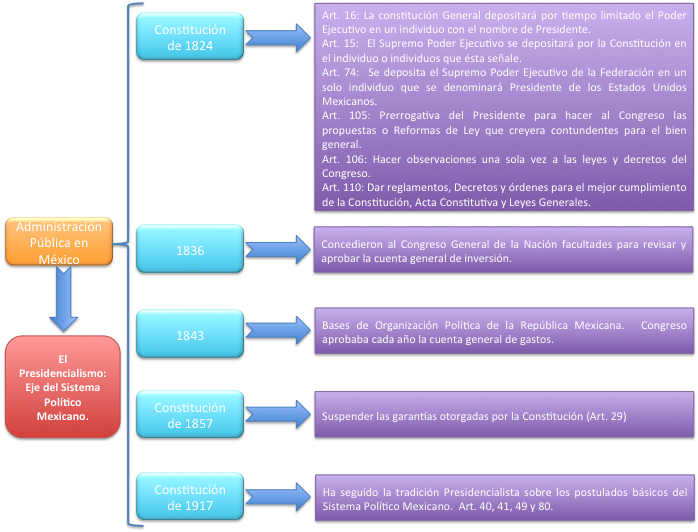 Constitución
de 1824
Art. 16: La constitución General depositará por tiempo limitado el Poder
Ejecutivo en un individuo con el nombre de Presidente.
Art. 15:  El Supremo Poder Ejecutivo se depositará por la Constitución en
el individuo o individuos que ésta señale.
Art. 74:  Se deposita el Supremo Poder Ejecutivo de la Federación en un
solo individuo que se denominará Presidente de los Estados Unidos
Mexicanos.
Art. 105: Prerrogativa del Presidente para hacer al Congreso las
propuestas o Reformas de Ley que creyera contundentes para el bien
general.
Art. 106: Hacer observaciones una sola vez a las leyes y decretos del
Congreso.
Art. 110: Dar reglamentos, Decretos y órdenes para el mejor cumplimiento
de la Constitución, Acta Constitutiva y Leyes Generales.
Administración
Pública en
México
1836
Concedieron al Congreso General de la Nación facultades para revisar y
aprobar la cuenta general de inversión.
El
Presidencialismo:
Eje del Sistema
Político
Mexicano.
1843
Bases de Organización Política de la República Mexicana.  Congreso
aprobaba cada año la cuenta general de gastos.
Constitución
de 1857
Suspender las garantías otorgadas por la Constitución (Art. 29)
Constitución
de 1917
Ha seguido la tradición Presidencialista sobre los postulados básicos del
Sistema Político Mexicano.  Art. 40, 41, 49 y 80.